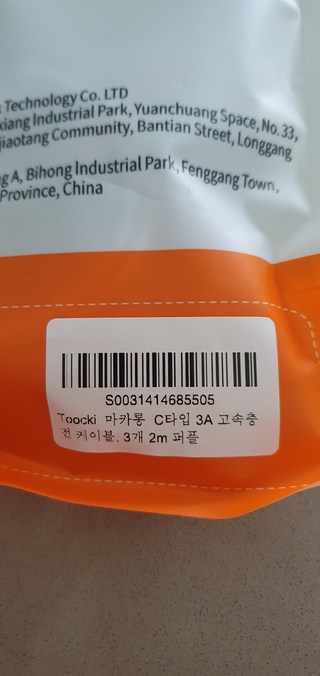 Technology Co. LTD
xiang Industrial Park, Yuanchuang Space, No. 33,
jiaotang Community, Bantian Street, Longgang
g A, Bihong Industrial Park, Fenggang Town,
Province, China
S0031414685505
Toocki 마카롱 C타입 3A 고속충
전 케이블, 3개 2m 퍼플